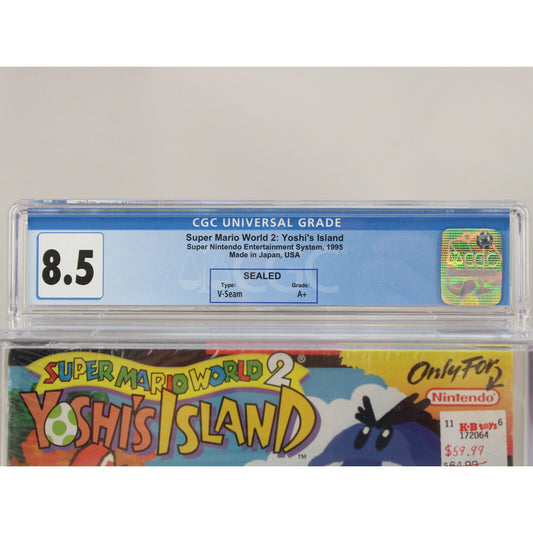 CGC UNIVERSAL GRADE
8.5
Super Mario World 2: Yoshi's Island
Super Nintendo Entertainment System, 1995
Made in Japan, USA
SEALED
Type: Grade:
V-Seam A+
CGC
SUPER MARIO WORLD 2
YOSHI'S ISLAND
TM
Only For
Nintendo
11 K·B toys 6
172064
$59.99
$64.99